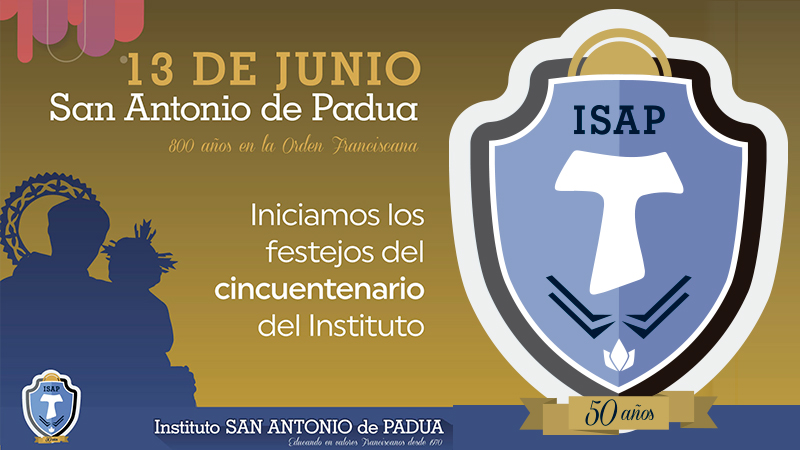 13 DE JUNIO
San Antonio de Padua
800 años en la Orden Franciscana
Iniciamos los
festejos del
cincuentenario
del Instituto
ISAP
50 años
ISAP
Instituto SAN ANTONIO de PADUA
Educando en valores Franciscanos desde 1970